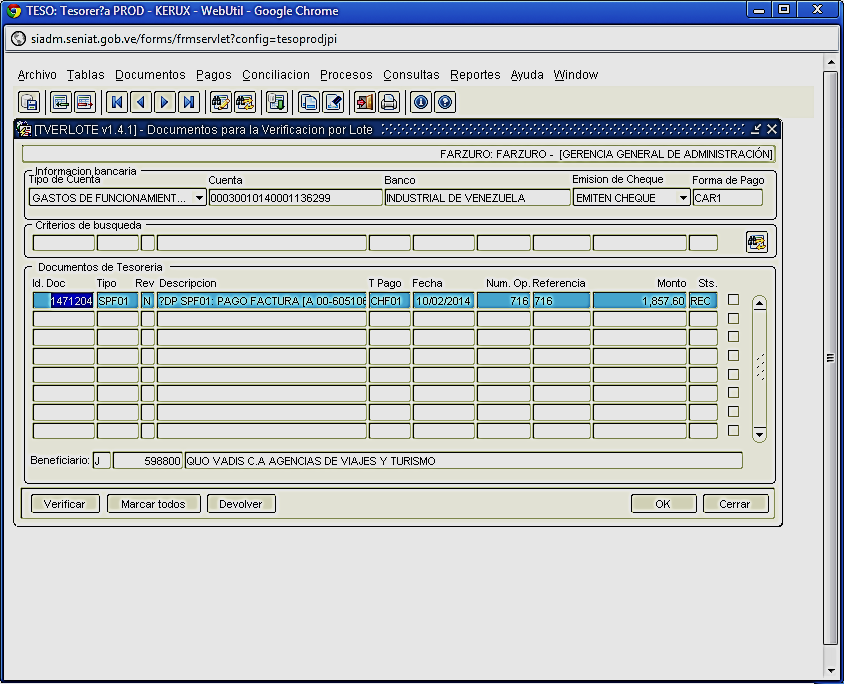 TESO: Tesorer?a PROD - KERUX - WebUtil - Google Chrome
siadm.seniat.gob.ve/forms/frmservlet?config=tesoprodjpi
Archivo Tablas Documentos Pagos Conciliacion Procesos Consultas Reportes Ayuda Window
[TVERLOTE v1.4.1] - Documentos para la Verificacion por Lote
FARZURO: FARZURO - [GERENCIA GENERAL DE ADMINISTRACIÓN]
Informacion bancaria
Tipo de Cuenta Cuenta Banco Emision de Cheque Forma de Pago
GASTOS DE FUNCIONAMIENT... 00030010140001136299 INDUSTRIAL DE VENEZUELA EMITEN CHEQUE CAR1
Criterios de busqueda
Documentos de Tesoreria
Id. Doc Tipo Rev Descripcion T Pago Fecha Num. Op. Referencia Monto Sts.
1471204 SPF01 N ?DP SPF01: PAGO FACTURA [A 00-605106 CHF01 10/02/2014 716 716 1,857.60 REC
Beneficiario: J 598800 QUO VADIS C.A AGENCIAS DE VIAJES Y TURISMO
Verificar Marcar todos Devolver OK Cerrar